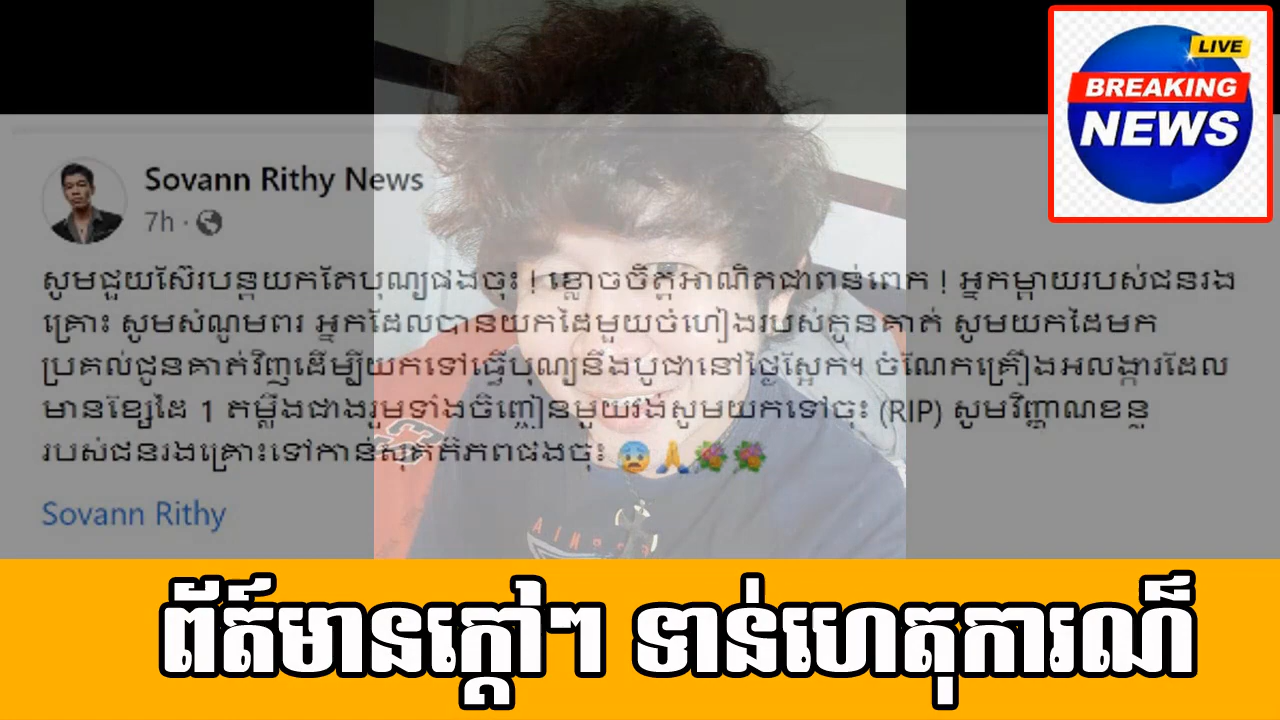 LIVE
BREAKING
NEWS
Sovann Rithy News
7h ·
សូមជួយស៊ែរបន្តយកតែបុណ្យផងចុះ ! ខ្លោចចិត្តអាណិតជាពន់ពេក ! អ្នកម្ដាយរបស់ជនរង
គ្រោះ សូមសំណូមពរ អ្នកដែលបានយកដៃមួយចំហៀងរបស់កូនគាត់ សូមយកដៃមក
ប្រគល់ជូនគាត់វិញដើម្បីយកទៅធ្វើបុណ្យនឹងបូជានៅថ្ងៃស្អែក។ ចំណែកគ្រឿងអលង្ការដែល
មានខ្សែដៃ 1 តម្លឹងជាងរួមទាំងចិញ្ចៀនមួយវង់សូមយកទៅចុះ (RIP) សូមវិញ្ញាណខន្ធ
របស់ជនរងគ្រោះទៅកាន់សុគតិភពផងចុះ 😰🙏💐💐
Sovann Rithy
ព័ត៌មានក្ដៅៗ ទាន់ហេតុការណ៍